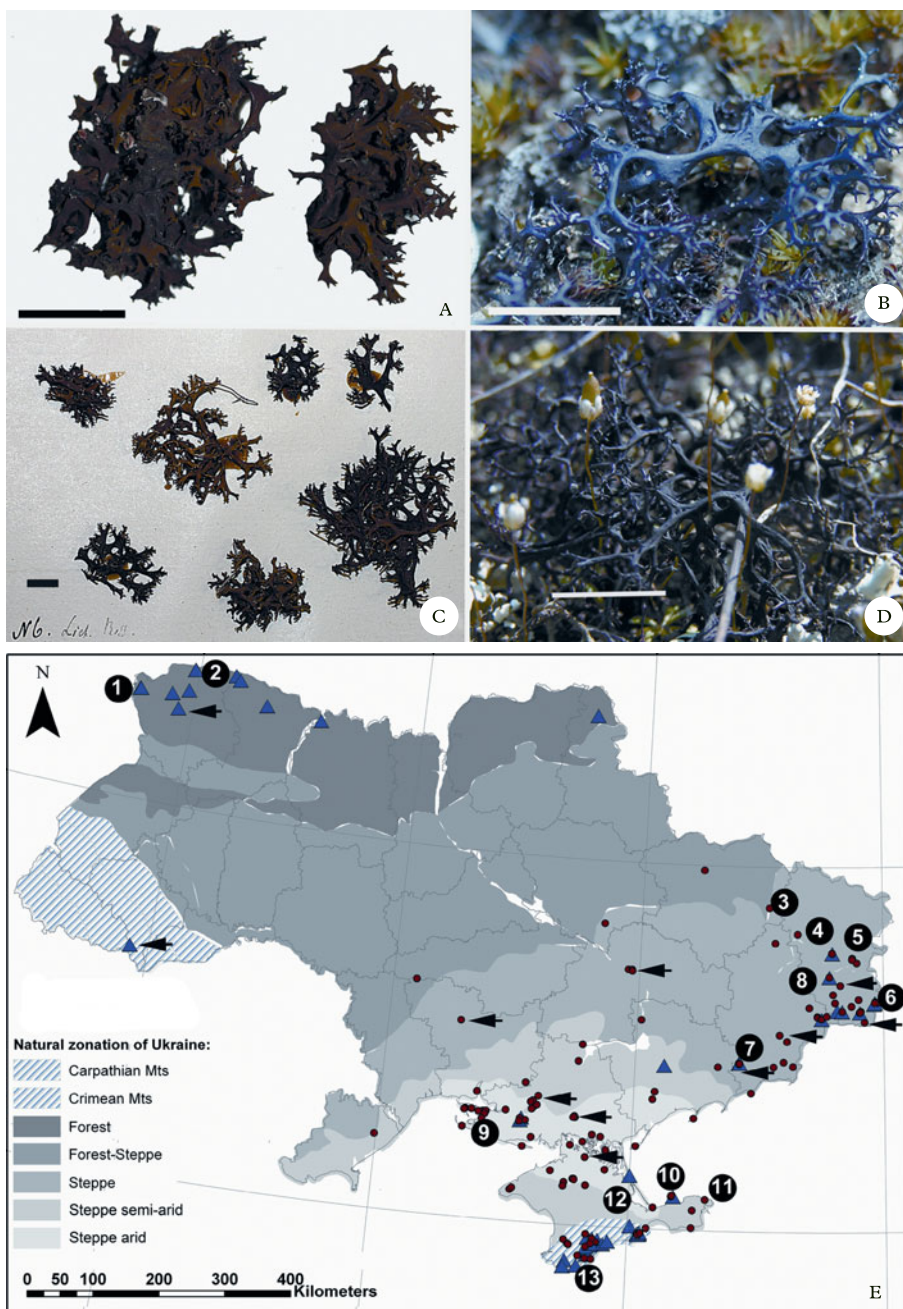 A
B
N6. Lich.
C
D
N
1
2
3
4
5
8
6
7
9
10
11
12
13
Natural zonation of Ukraine:
Carpathian Mts
Crimean Mts
Forest
Forest-Steppe
Steppe
Steppe semi-arid
Steppe arid
0 50 100 200 300 400
Kilometers
E